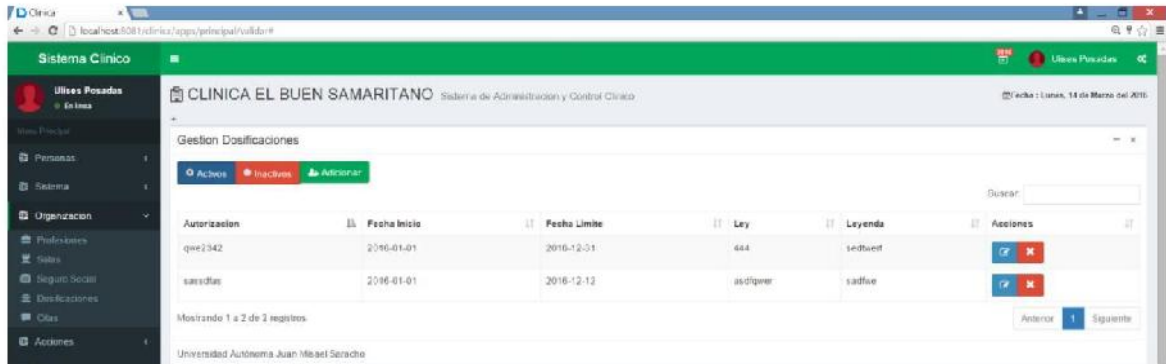 Clinica
localhost:8081/clinica/apps/principal/validar#
Sistema Clinico
Ulises Posadas
Ulises Posadas
En linea
CLINICA EL BUEN SAMARITANO Sistema de Administracion y Control Clinico
Fecha : Lunes, 14 de Marzo del 2016
Menu Principal
Gestion Dosificaciones
Personas
Activos Inactivos Adicionar
Sistema
Buscar:
Organizacion
Autorizacion Fecha Inicio Fecha Limite Ley Leyenda Acciones
Profesiones
qwe2342 2016-01-01 2016-12-31 444
Salas
Seguro Social
2016-01-01 2016-12-12 asdfqwer sadfwe
Dosificaciones
Citas
Mostrando 1 a 2 de 2 registros
Anterior 1 Siguiente
Acciones
Universidad Autónoma Juan Misael Saracho